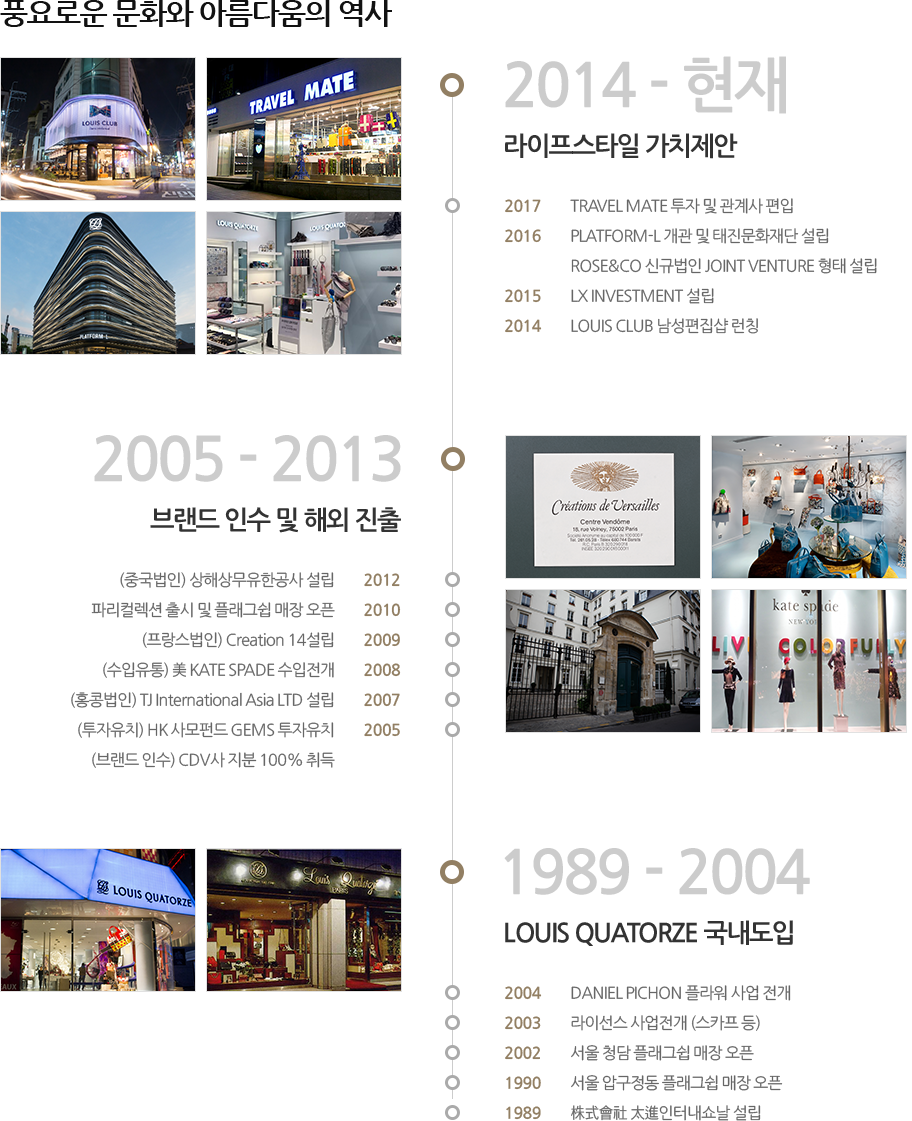 풍요로운 문화와 아름다움의 역사
LOUIS CLUB
TRAVEL MATE
PLATFORM-L
LOUIS QUATORZE
LOUIS QUATO
2014 - 현재
라이프스타일 가치제안
2017 TRAVEL MATE 투자 및 관계사 편입
2016 PLATFORM-L 개관 및 태진문화재단 설립
ROSE&CO 신규법인 JOINT VENTURE 형태 설립
2015 LX INVESTMENT 설립
2014 LOUIS CLUB 남성편집샵 런칭
2005 - 2013
브랜드 인수 및 해외 진출
(중국법인) 상해상무유한공사 설립 2012
파리컬렉션 출시 및 플래그쉽 매장 오픈 2010
(프랑스법인) Creation 14설립 2009
(수입유통) 美 KATE SPADE 수입전개 2008
(홍콩법인) TJ International Asia LTD 설립 2007
(투자유치) HK 사모펀드 GEMS 투자유치 2005
(브랜드 인수) CDV사 지분 100% 취득
Créations de Versailles
Centre Vendôme
18, rue Volney, 75002 Paris
kate spade
NEW YORK
LIVE COLORFULLY
LOUIS QUATORZE
Louis Quatorze
1989 - 2004
LOUIS QUATORZE 국내도입
2004 DANIEL PICHON 플라워 사업 전개
2003 라이선스 사업전개 (스카프 등)
2002 서울 청담 플래그쉽 매장 오픈
1990 서울 압구정동 플래그쉽 매장 오픈
1989 株式會社 太進인터내쇼날 설립